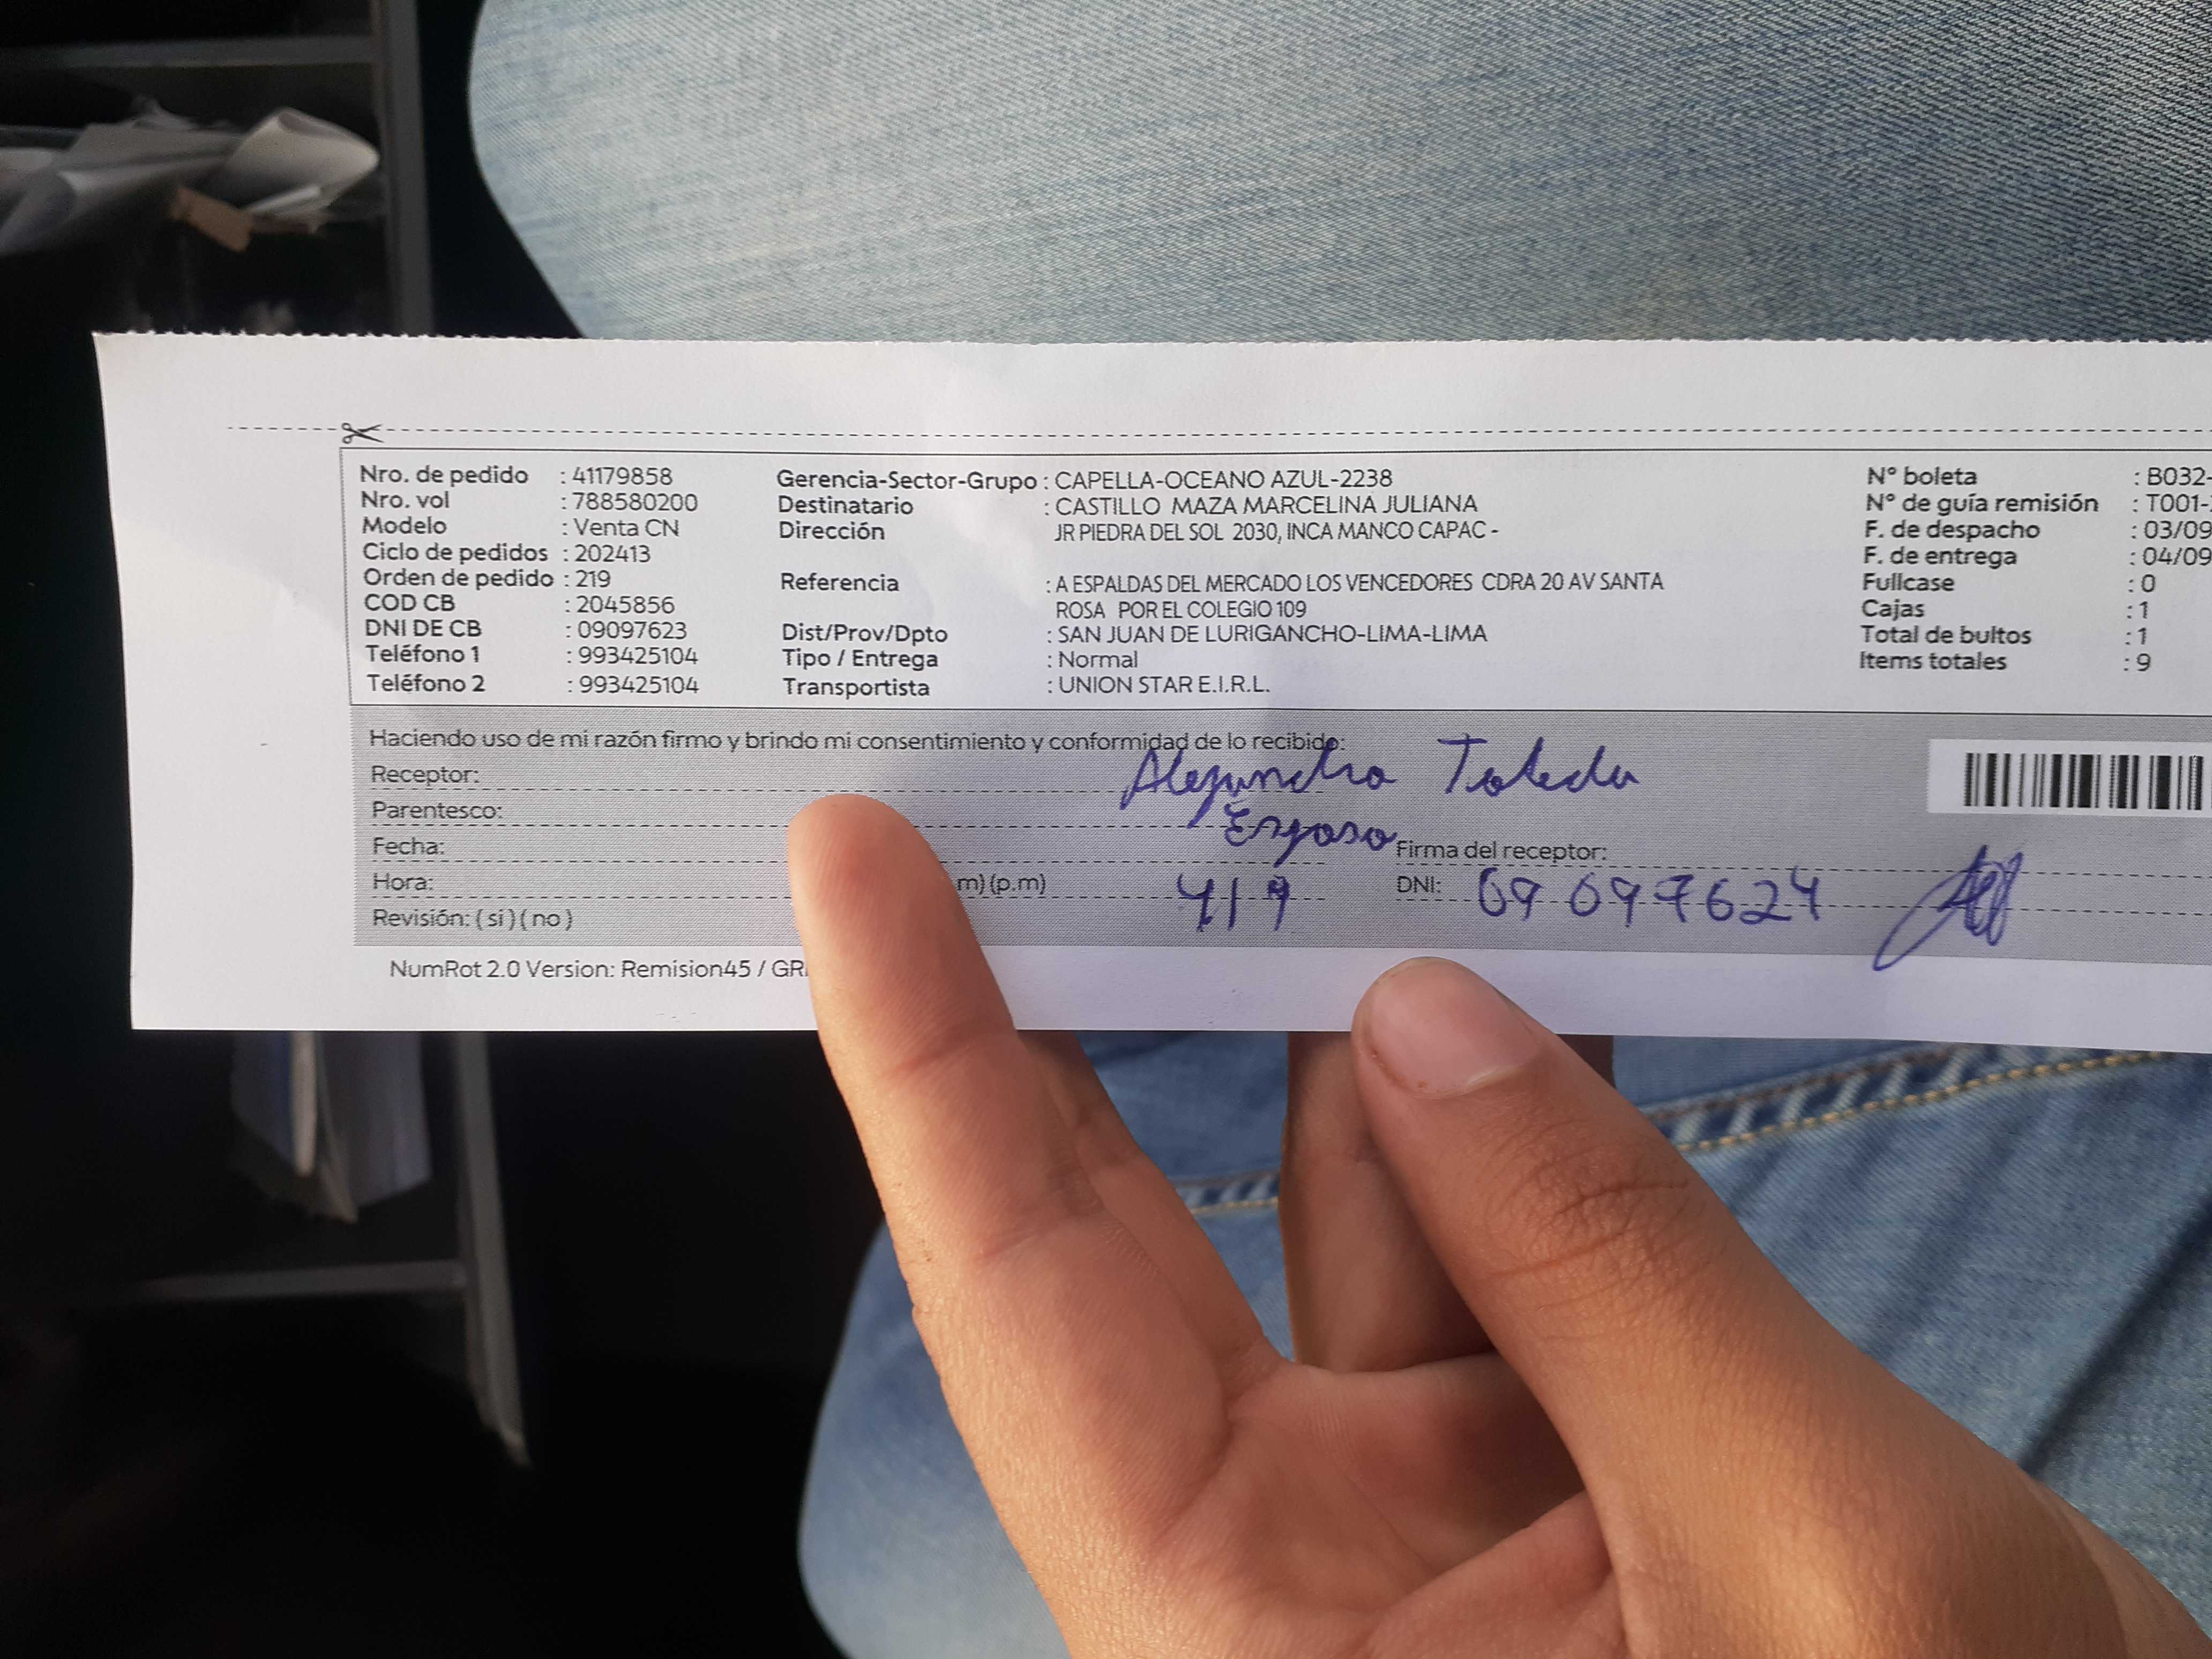 Nro. de pedido : 41179858
Nro. vol : 788580200
Modelo : Venta CN
Ciclo de pedidos : 202413
Orden de pedido : 219
COD CB : 2045856
DNI DE CB : 09097623
Teléfono 1 : 993425104
Teléfono 2 : 993425104
Gerencia-Sector-Grupo : CAPELLA-OCEANO AZUL-2238
Destinatario : CASTILLO MAZA MARCELINA JULIANA
Dirección JR PIEDRA DEL SOL 2030, INCA MANCO CAPAC -
Referencia : A ESPALDAS DEL MERCADO LOS VENCEDORES CDRA 20 AV SANTA
ROSA POR EL COLEGIO 109
Dist/Prov/Dpto : SAN JUAN DE LURIGANCHO-LIMA-LIMA
Tipo / Entrega : Normal
Transportista : UNION STAR E.I.R.L.
N° boleta : B032-
N° de guía remisión : T001-
F. de despacho : 03/09
F. de entrega : 04/09
Fullcase : 0
Cajas : 1
Total de bultos : 1
Items totales : 9
Haciendo uso de mi razón firmo y brindo mi consentimiento y conformidad de lo recibido:
Receptor: Alejandro Toledo
Parentesco: Esposo
Fecha: Firma del receptor:
Hora: m) (p.m) 4/9 DNI: 09097624
Revisión: ( sí ) ( no )
NumRot 2.0 Version: Remision45 / GR